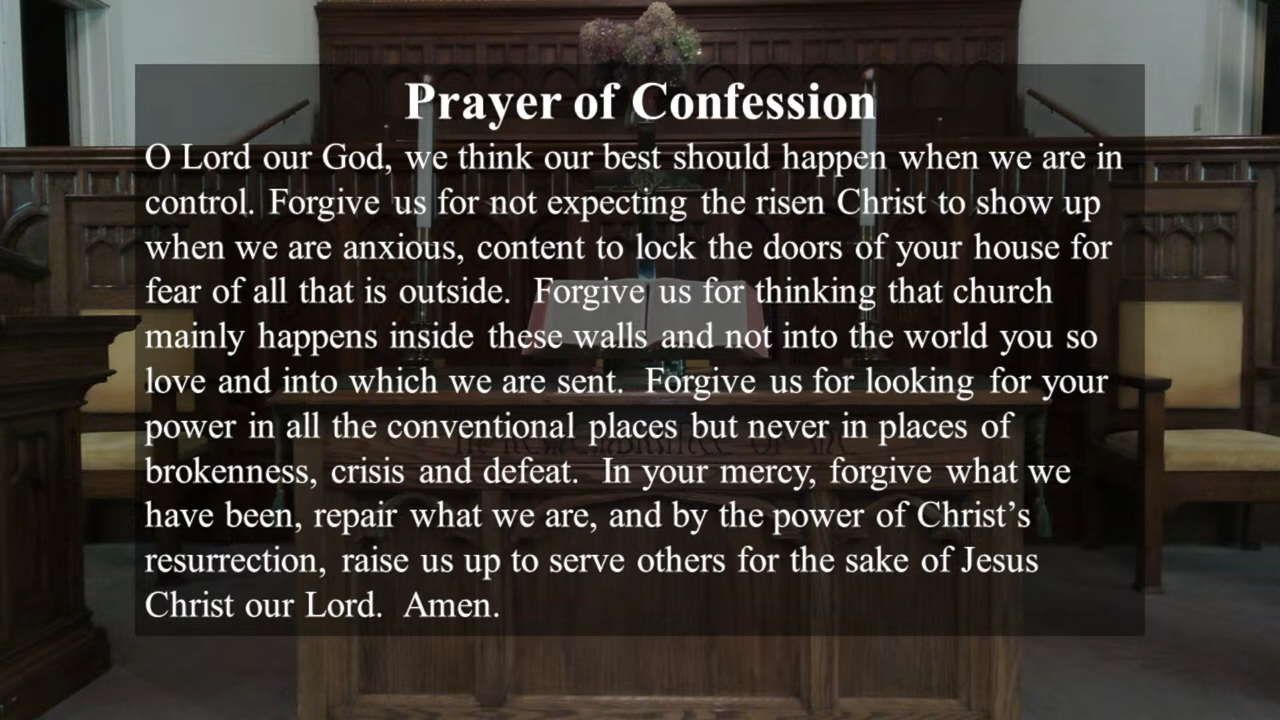 Prayer of Confession
O Lord our God, we think our best should happen when we are in
control. Forgive us for not expecting the risen Christ to show up
when we are anxious, content to lock the doors of your house for
fear of all that is outside.  Forgive us for thinking that church
mainly happens inside these walls and not into the world you so
love and into which we are sent.  Forgive us for looking for your
power in all the conventional places but never in places of
brokenness, crisis and defeat.  In your mercy, forgive what we
have been, repair what we are, and by the power of Christ’s
resurrection, raise us up to serve others for the sake of Jesus
Christ our Lord.  Amen.